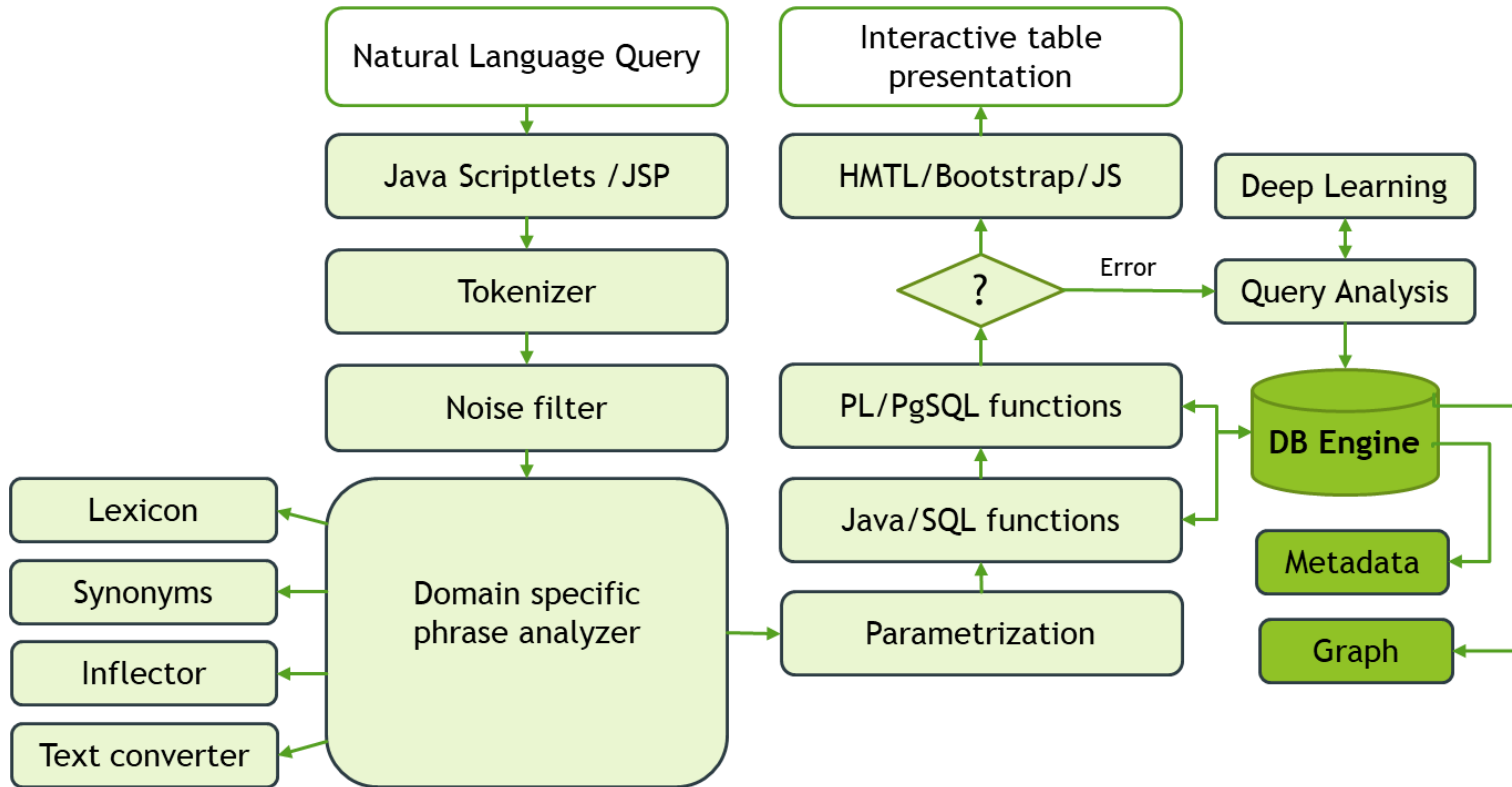 Natural Language Query
Java Scriptlets /JSP
Tokenizer
Noise filter
Lexicon
Synonyms
Inflector
Text converter
Domain specific
phrase analyzer
Interactive table
presentation
HMTL/Bootstrap/JS
?
Error
PL/PgSQL functions
Java/SQL functions
Parametrization
Deep Learning
Query Analysis
DB Engine
Metadata
Graph